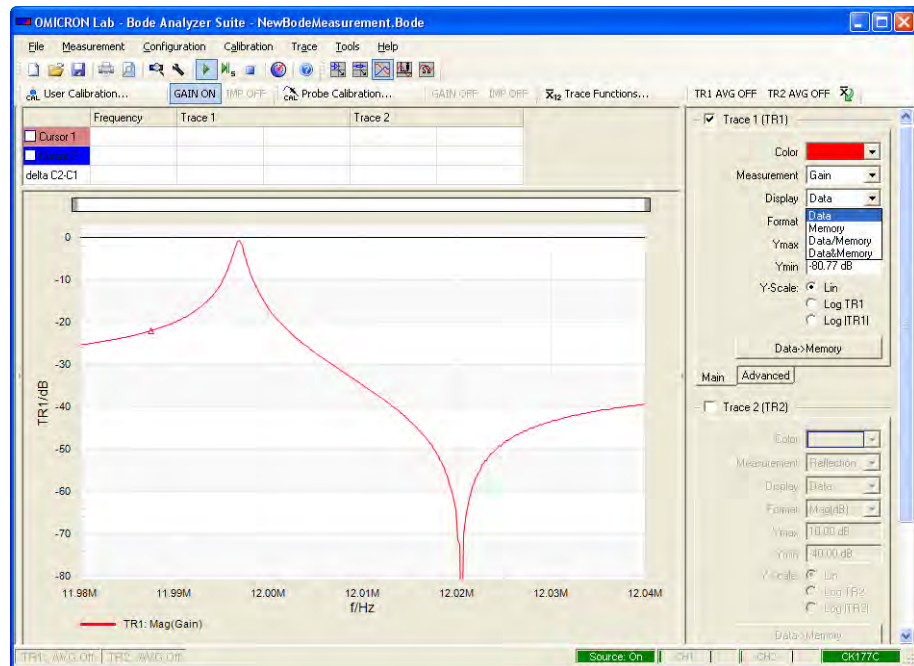 OMICRON Lab - Bode Analyzer Suite - NewBodeMeasurement.Bode
File Measurement Configuration Calibration Trace Tools Help
CAL User Calibration... GAIN ON IMP OFF CAL Probe Calibration... GAIN OFF IMP OFF X12 Trace Functions... TR1 AVG OFF TR2 AVG OFF
Frequency Trace 1 Trace 2
Cursor 1
Cursor 2
delta C2-C1
Trace 1 (TR1)
Color
Measurement Gain
Display Data
Data
Memory
Data/Memory
Data&Memory
Format
Ymax
Ymin -80.77 dB
Y-Scale: Lin
Log TR1
Log |TR1|
Data->Memory
Main Advanced
Trace 2 (TR2)
Color
Measurement Reflection
Display Data
Format Mag(dB)
Ymax 10.00 dB
Ymin -40.00 dB
Y-Scale: Lin
Log TR2
Log |TR2|
Data->Memory
TR1/dB
0
-10
-20
-30
-40
-50
-60
-70
-80
11.98M 11.99M 12.00M 12.01M 12.02M 12.03M 12.04M
f/Hz
TR1: Mag(Gain)
TR1: AVG Off TR2: AVG Off Source: On CH1 CH2 CK177C